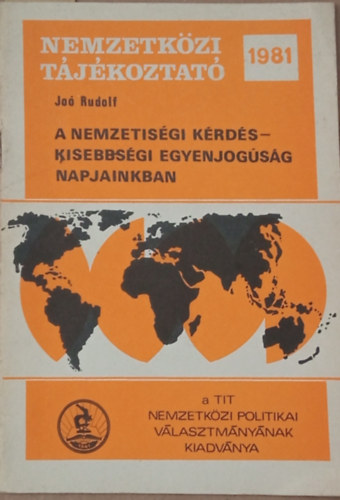 NEMZETKÖZI
TÁJÉKOZTATÓ
1981
Joó Rudolf
A NEMZETISÉGI KÉRDÉS—
KISEBBSÉGI EGYENJOGÚSÁG
NAPJAINKBAN
a TIT
NEMZETKÖZI POLITIKAI
VÁLASZTMÁNYÁNAK
KIADVÁNYA